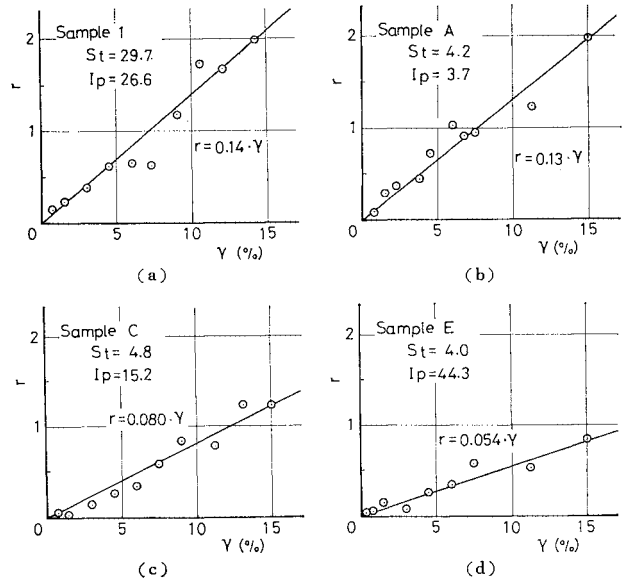 Sample 1
St = 29.7
Ip = 26.6
r = 0.14 · γ
r
2
1
0
5
10
15
γ (%)
(a)
Sample A
St = 4.2
Ip = 3.7
r = 0.13 · γ
r
2
1
0
5
10
15
γ (%)
(b)
Sample C
St = 4.8
Ip = 15.2
r = 0.080 · γ
r
2
1
0
5
10
15
γ (%)
(c)
Sample E
St = 4.0
Ip = 44.3
r = 0.054 · γ
r
2
1
0
5
10
15
γ (%)
(d)